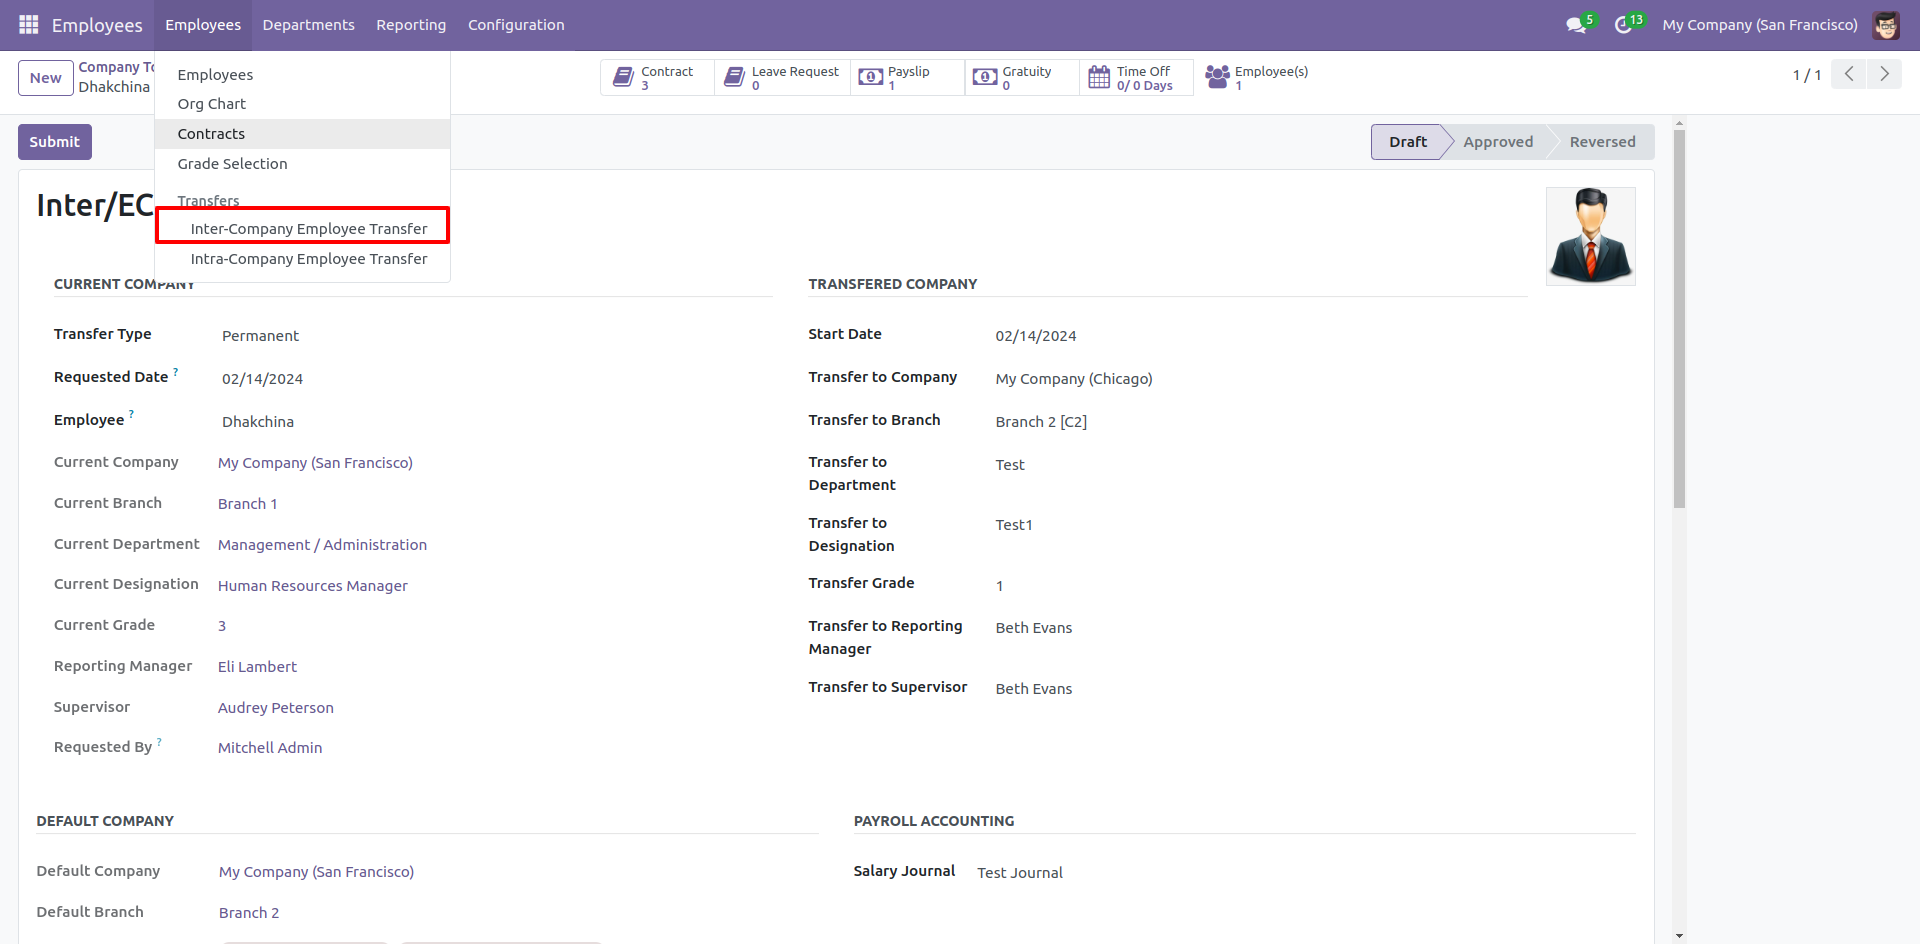 Employees
Employees
Departments
Reporting
Configuration
5
13
My Company (San Francisco)
New
Company
Dhakchina
Employees
Org Chart
Contracts
Grade Selection
Transfers
Inter-Company Employee Transfer
Intra-Company Employee Transfer
Contract
3
Leave Request
0
Payslip
1
Gratuity
0
Time Off
0/ 0 Days
Employee(s)
1
1 / 1
Submit
Draft
Approved
Reversed
Inter/EC
CURRENT COMPANY
Transfer Type
Permanent
Requested Date ?
02/14/2024
Employee ?
Dhakchina
Current Company
My Company (San Francisco)
Current Branch
Branch 1
Current Department
Management / Administration
Current Designation
Human Resources Manager
Current Grade
3
Reporting Manager
Eli Lambert
Supervisor
Audrey Peterson
Requested By ?
Mitchell Admin
TRANSFERED COMPANY
Start Date
02/14/2024
Transfer to Company
My Company (Chicago)
Transfer to Branch
Branch 2 [C2]
Transfer to
Department
Test
Transfer to
Designation
Test1
Transfer Grade
1
Transfer to Reporting
Manager
Beth Evans
Transfer to Supervisor
Beth Evans
DEFAULT COMPANY
Default Company
My Company (San Francisco)
Default Branch
Branch 2
PAYROLL ACCOUNTING
Salary Journal
Test Journal